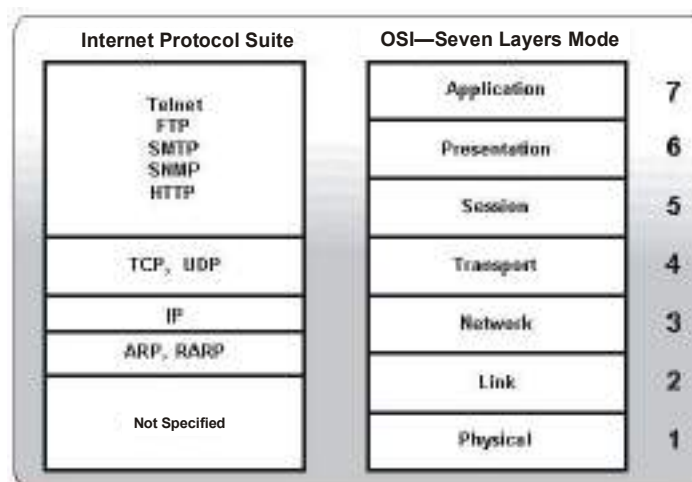 Internet Protocol Suite
Telnet
FTP
SMTP
SNMP
HTTP
TCP, UDP
IP
ARP, RARP
Not Specified
OSI—Seven Layers Mode
Application 7
Presentation 6
Session 5
Transport 4
Network 3
Link 2
Physical 1